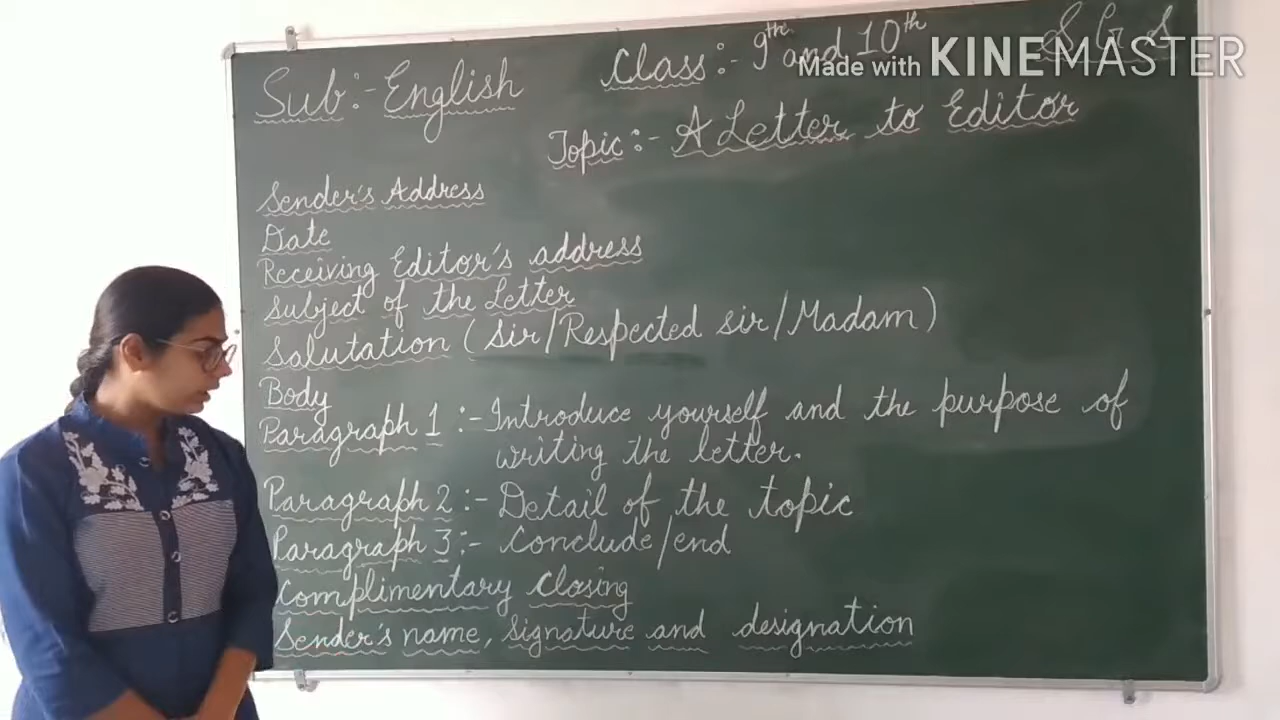 Sub:- English
Class:- 9th and 10th
S G S
Made with KINEMASTER
Topic:- A Letter to Editor
Sender's Address
Date
Receiving Editor's address
Subject of the Letter
Salutation (Sir/Respected sir/Madam)
Body
Paragraph 1 :- Introduce yourself and the purpose of
writing the letter.
Paragraph 2 :- Detail of the topic
Paragraph 3 :- Conclude/end
Complimentary Closing
Sender's name, Signature and designation